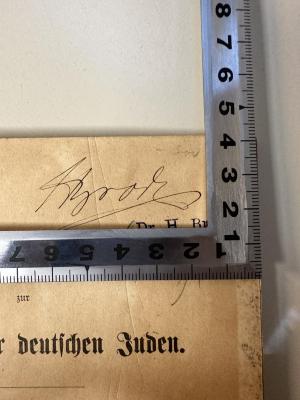 8 7 6 5 4 3 2 1
(Dr. H. Br
7 6 5 4 3 2 1
zur
r deutschen Juden.